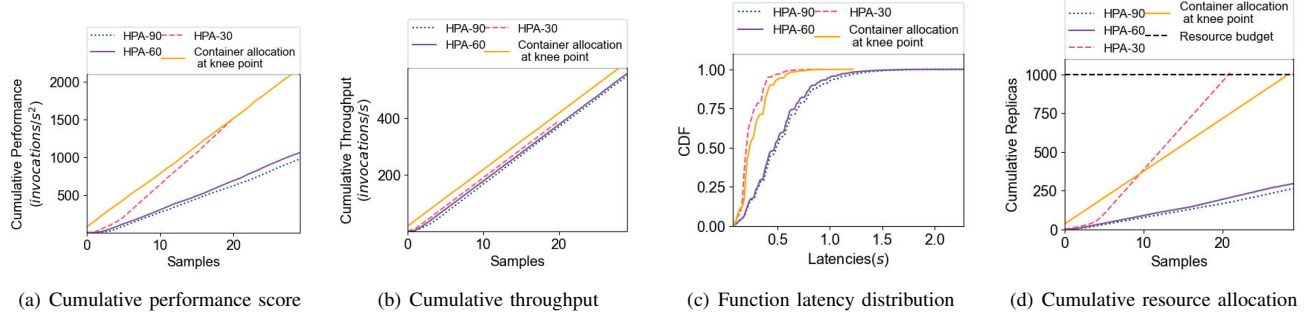 HPA-90
HPA-30
HPA-60
Container allocation
at knee point
Cumulative Performance
(invocations/s²)
2000
1500
1000
500
0
10
20
Samples
(a) Cumulative performance score
HPA-90
HPA-30
HPA-60
Container allocation
at knee point
Cumulative Throughput
(invocations/s)
400
200
0
10
20
Samples
(b) Cumulative throughput
HPA-90
HPA-30
HPA-60
Container allocation
at knee point
CDF
1.00
0.75
0.50
0.25
0.00
0.5
1.0
1.5
2.0
Latencies(s)
(c) Function latency distribution
HPA-90
HPA-60
HPA-30
Container allocation
at knee point
Resource budget
Cumulative Replicas
1000
750
500
250
0
0
10
20
Samples
(d) Cumulative resource allocation